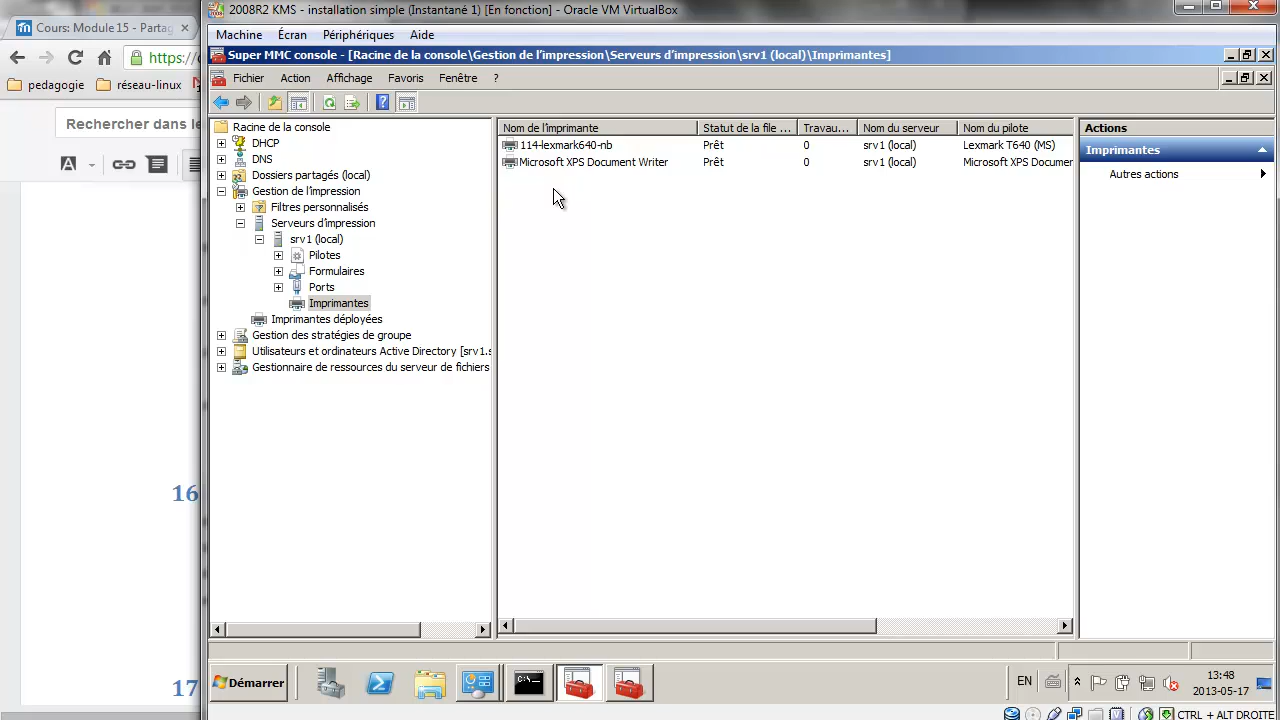 2008R2 KMS - installation simple (Instantané 1) [En fonction] - Oracle VM VirtualBox
Cours: Module 15 - Partag
Machine Écran Périphériques Aide
https:/
Super MMC console - [Racine de la console\Gestion de l'impression\Serveurs d'impression\srv1 (local)\Imprimantes]
pedagogie réseau-linux
Fichier Action Affichage Favoris Fenêtre ?
Rechercher dans le
A
Racine de la console
DHCP
DNS
Dossiers partagés (local)
Gestion de l'impression
Filtres personnalisés
Serveurs d'impression
srv1 (local)
Pilotes
Formulaires
Ports
Imprimantes
Imprimantes déployées
Gestion des stratégies de groupe
Utilisateurs et ordinateurs Active Directory [srv1.s
Gestionnaire de ressources du serveur de fichiers
Nom de l'imprimante Statut de la file ... Travau... Nom du serveur Nom du pilote
114-lexmark640-nb Prêt 0 srv1 (local) Lexmark T640 (MS)
Microsoft XPS Document Writer Prêt 0 srv1 (local) Microsoft XPS Documer
Actions
Imprimantes
Autres actions
16
17
Démarrer
C:\
EN
13:48
2013-05-17
CTRL + ALT DROITE